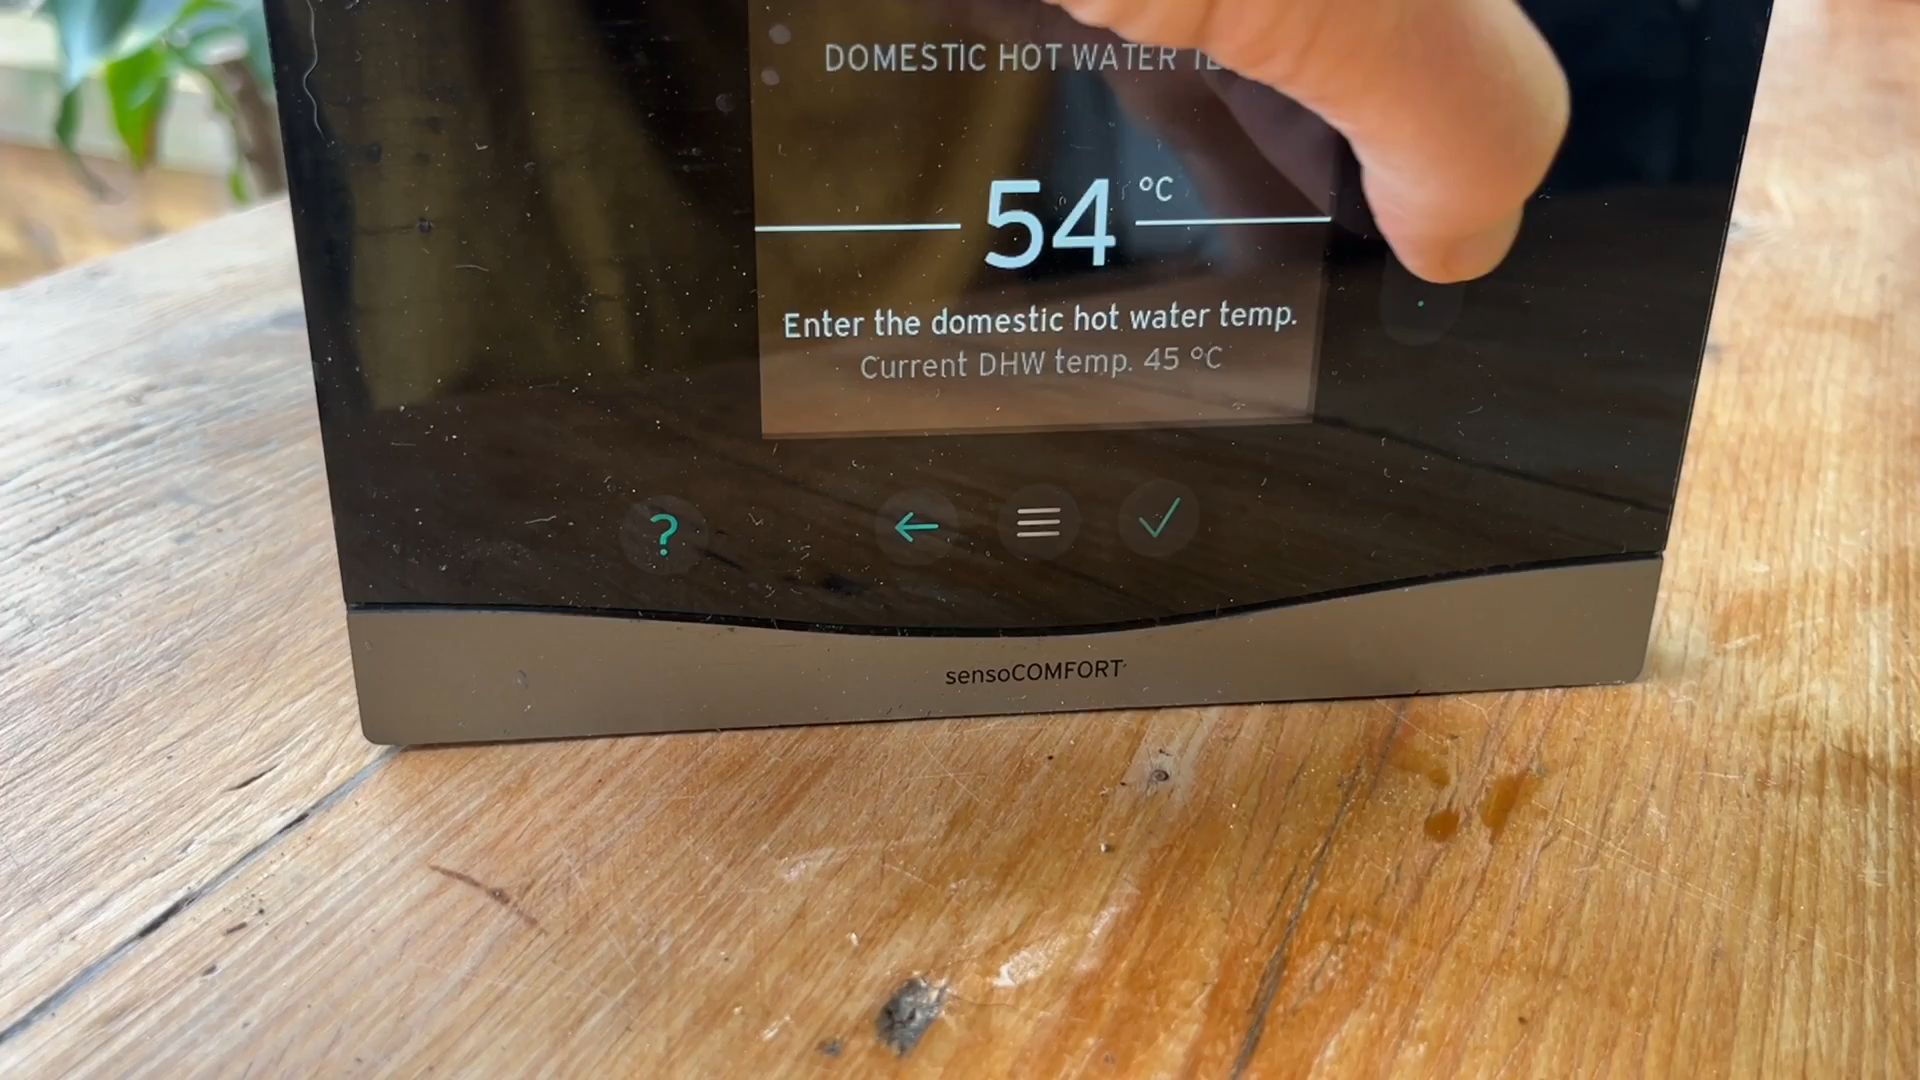 DOMESTIC HOT WATER
54 °C
Enter the domestic hot water temp.
Current DHW temp. 45 °C
?
sensoCOMFORT